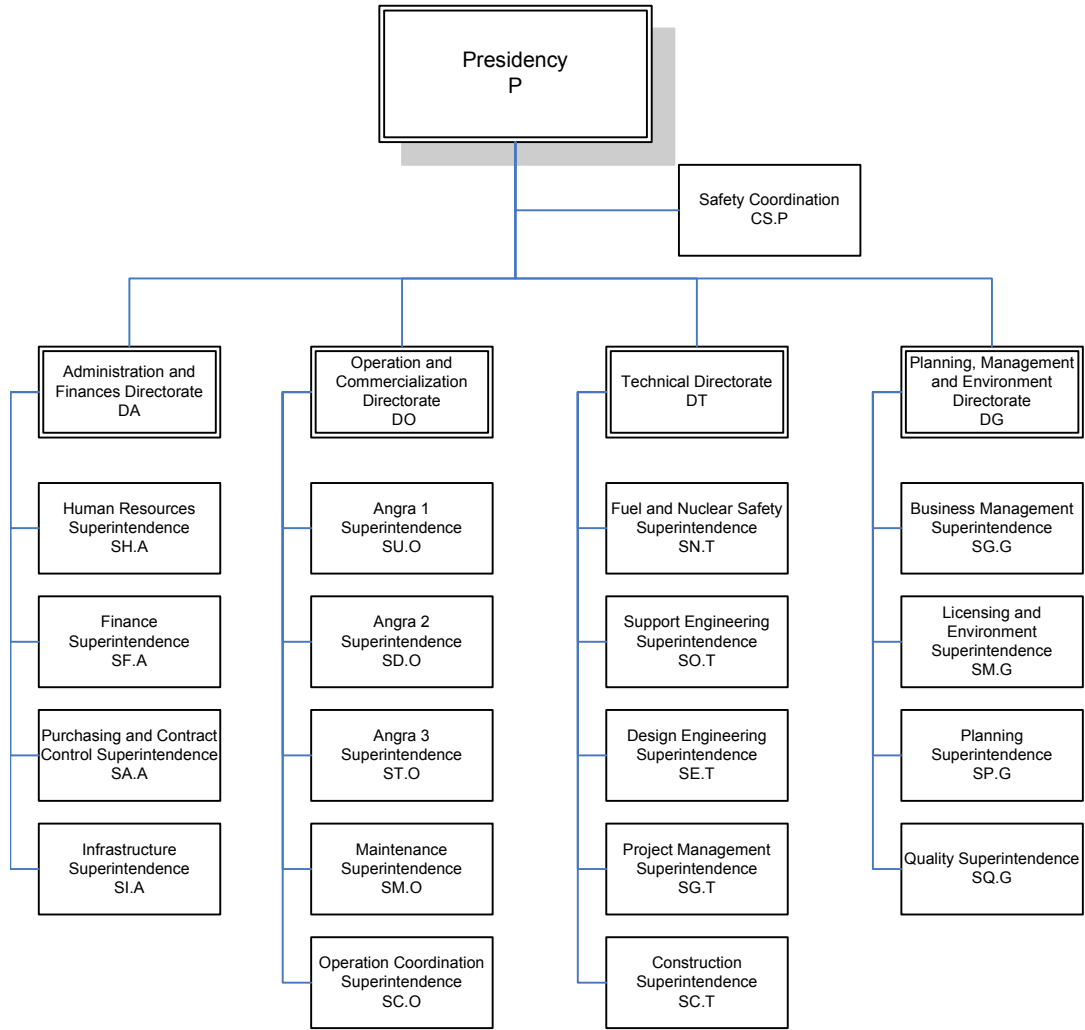 Presidency
P
Safety Coordination
CS.P
Administration and
Finances Directorate
DA
Operation and
Commercialization
Directorate
DO
Technical Directorate
DT
Planning, Management
and Environment
Directorate
DG
Human Resources
Superintendence
SH.A
Angra 1
Superintendence
SU.O
Fuel and Nuclear Safety
Superintendence
SN.T
Business Management
Superintendence
SG.G
Finance
Superintendence
SF.A
Angra 2
Superintendence
SD.O
Support Engineering
Superintendence
SO.T
Licensing and
Environment
Superintendence
SM.G
Purchasing and Contract
Control Superintendence
SA.A
Angra 3
Superintendence
ST.O
Design Engineering
Superintendence
SE.T
Planning
Superintendence
SP.G
Infrastructure
Superintendence
SI.A
Maintenance
Superintendence
SM.O
Project Management
Superintendence
SG.T
Quality Superintendence
SQ.G
Operation Coordination
Superintendence
SC.O
Construction
Superintendence
SC.T